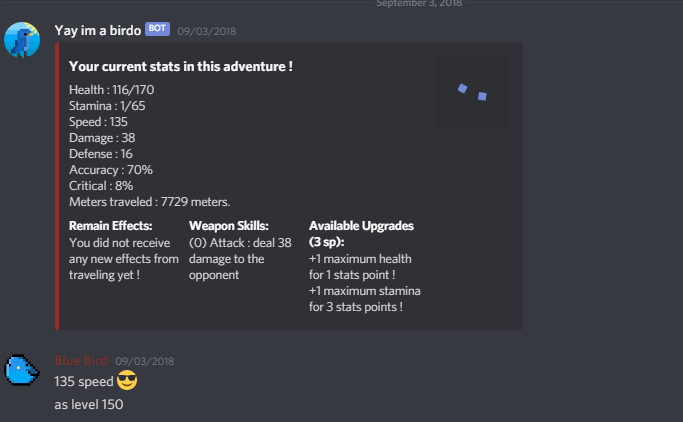 September 3, 2018
Yay im a birdo BOT 09/03/2018
Your current stats in this adventure !
Health : 116/170
Stamina : 1/65
Speed : 135
Damage : 38
Defense : 16
Accuracy : 70%
Critical : 8%
Meters traveled : 7729 meters.
Remain Effects:
You did not receive
any new effects from
traveling yet !
Weapon Skills:
(0) Attack : deal 38
damage to the
opponent
Available Upgrades
(3 sp):
+1 maximum health
for 1 stats point !
+1 maximum stamina
for 3 stats points !
Blue Bird 09/03/2018
135 speed 😎
as level 150